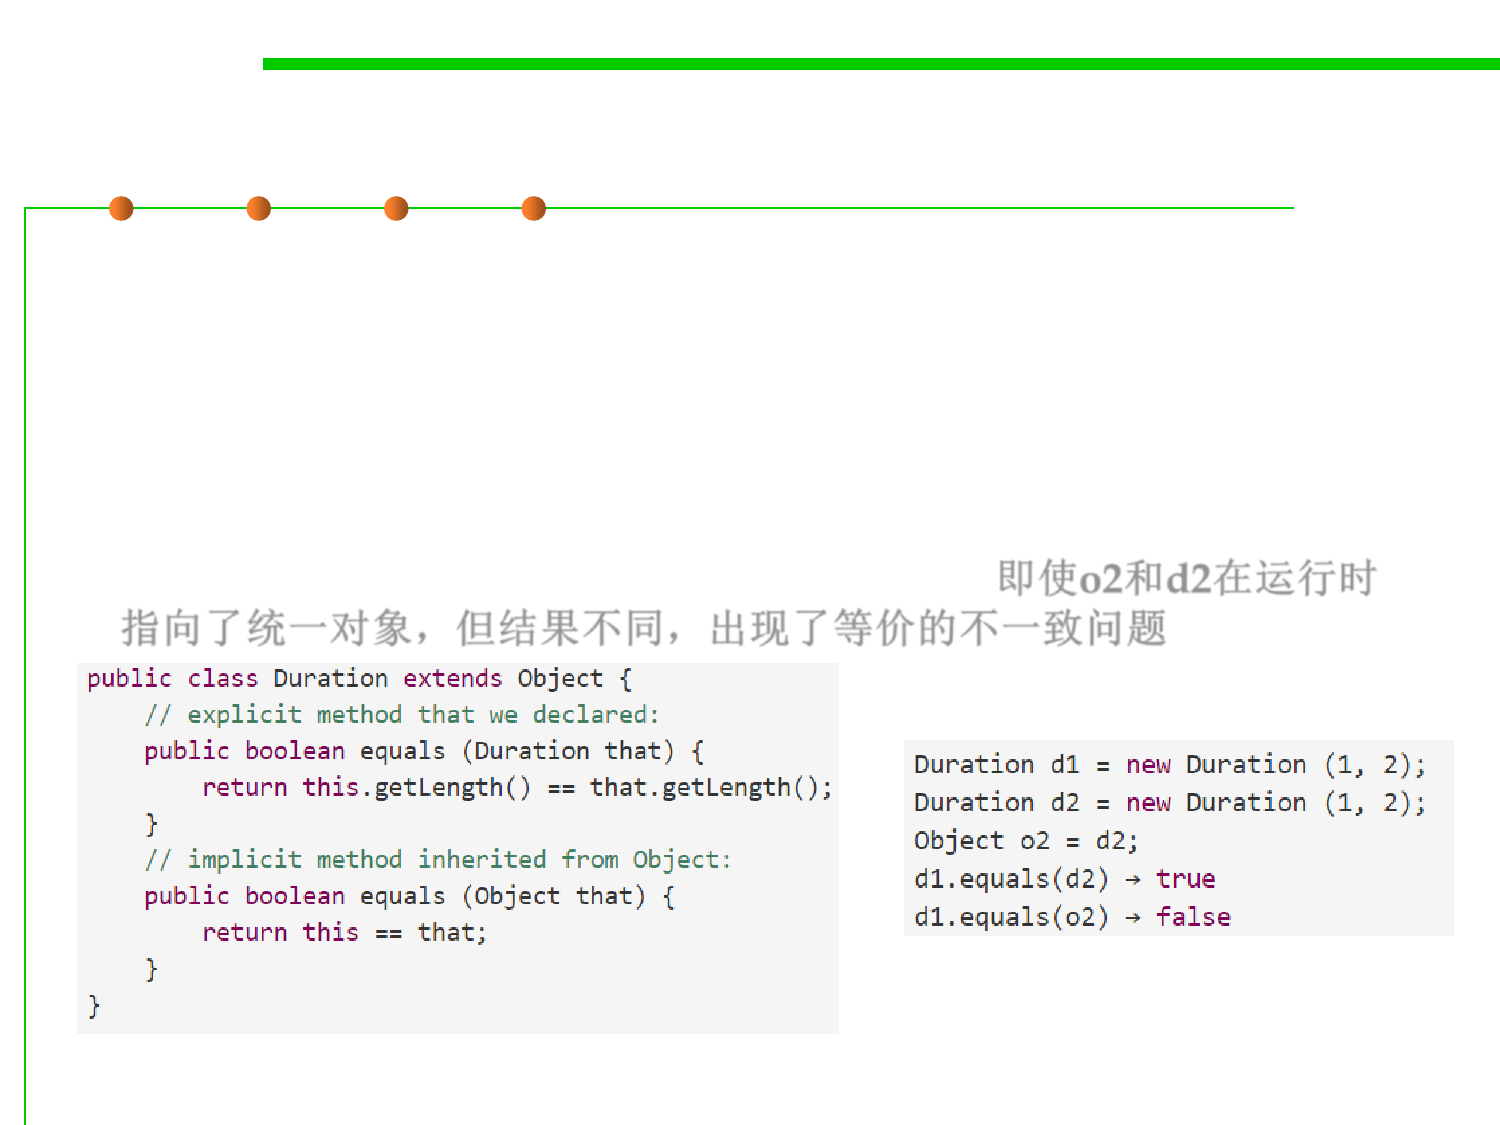 即使o2和d2在运行时
指向了统一对象，但结果不同，出现了等价的不一致问题
public class Duration extends Object {
    // explicit method that we declared:
    public boolean equals (Duration that) {
        return this.getLength() == that.getLength();
    }
    // implicit method inherited from Object:
    public boolean equals (Object that) {
        return this == that;
    }
}
Duration d1 = new Duration (1, 2);
Duration d2 = new Duration (1, 2);
Object o2 = d2;
d1.equals(d2) → true
d1.equals(o2) → false